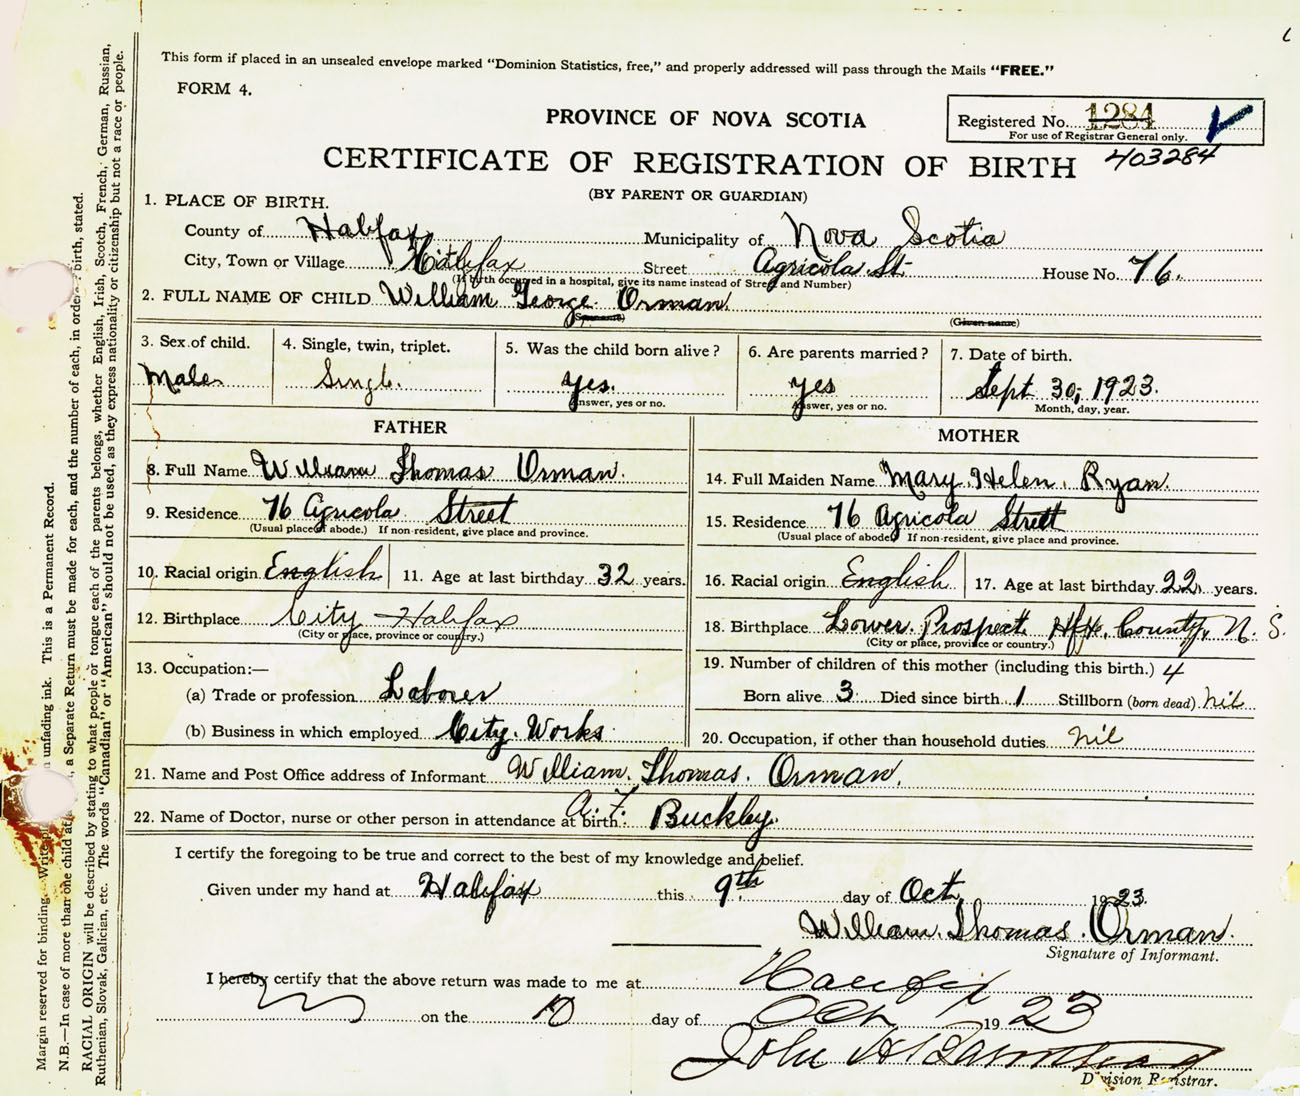 This form if placed in an unsealed envelope marked "Dominion Statistics, free," and properly addressed will pass through the Mails "FREE."
FORM 4.
PROVINCE OF NOVA SCOTIA
Registered No. 1284
For use of Registrar General only.
403284
CERTIFICATE OF REGISTRATION OF BIRTH
(BY PARENT OR GUARDIAN)
1. PLACE OF BIRTH.
County of Halifax Municipality of Nova Scotia
City, Town or Village Halifax Street Agricola St. House No. 76.
(If birth occurred in a hospital, give its name instead of Street and Number)
2. FULL NAME OF CHILD William George Orman
(Surname) (Given name)
3. Sex of child. 4. Single, twin, triplet. 5. Was the child born alive? 6. Are parents married? 7. Date of birth.
Male Single. Yes. Yes Sept 30, 1923.
Answer, yes or no. Answer, yes or no. Month, day, year.
FATHER
8. Full Name William Thomas Orman.
9. Residence 76 Agricola Street
(Usual place of abode.) If non-resident, give place and province.
10. Racial origin English 11. Age at last birthday 32 years.
12. Birthplace City Halifax
(City or place, province or country.)
13. Occupation:—
(a) Trade or profession Laborer
(b) Business in which employed City Works
MOTHER
14. Full Maiden Name Mary Helen Ryan.
15. Residence 76 Agricola Street
(Usual place of abode. If non-resident, give place and province.
16. Racial origin English 17. Age at last birthday 22 years.
18. Birthplace Lower Prospect Hfx. County, N. S.
(City or place, province or country.)
19. Number of children of this mother (including this birth.) 4
Born alive 3 Died since birth 1 Stillborn (born dead) nil
20. Occupation, if other than household duties nil
21. Name and Post Office address of Informant William Thomas Orman.
22. Name of Doctor, nurse or other person in attendance at birth. A. F. Buckley.
I certify the foregoing to be true and correct to the best of my knowledge and belief.
Given under my hand at Halifax this 9th day of Oct 1923.
William Thomas Orman.
Signature of Informant.
I hereby certify that the above return was made to me at Halifax
on the 10 day of Oct 1923
John H
Division Registrar.
Margin reserved for binding. unfading ink. This is a Permanent Record.
N.B.—In case of more than one child at a Separate Return must be made for each, and the number of each, in order of birth, stated.
RACIAL ORIGIN will be described by stating to what people or tongue each of the parents belongs, whether English, Irish, Scotch, French, German, Russian,
Ruthenian, Slovak, Galician, etc. The words "Canadian" or "American" should not be used, as they express nationality or citizenship but not a race or people.